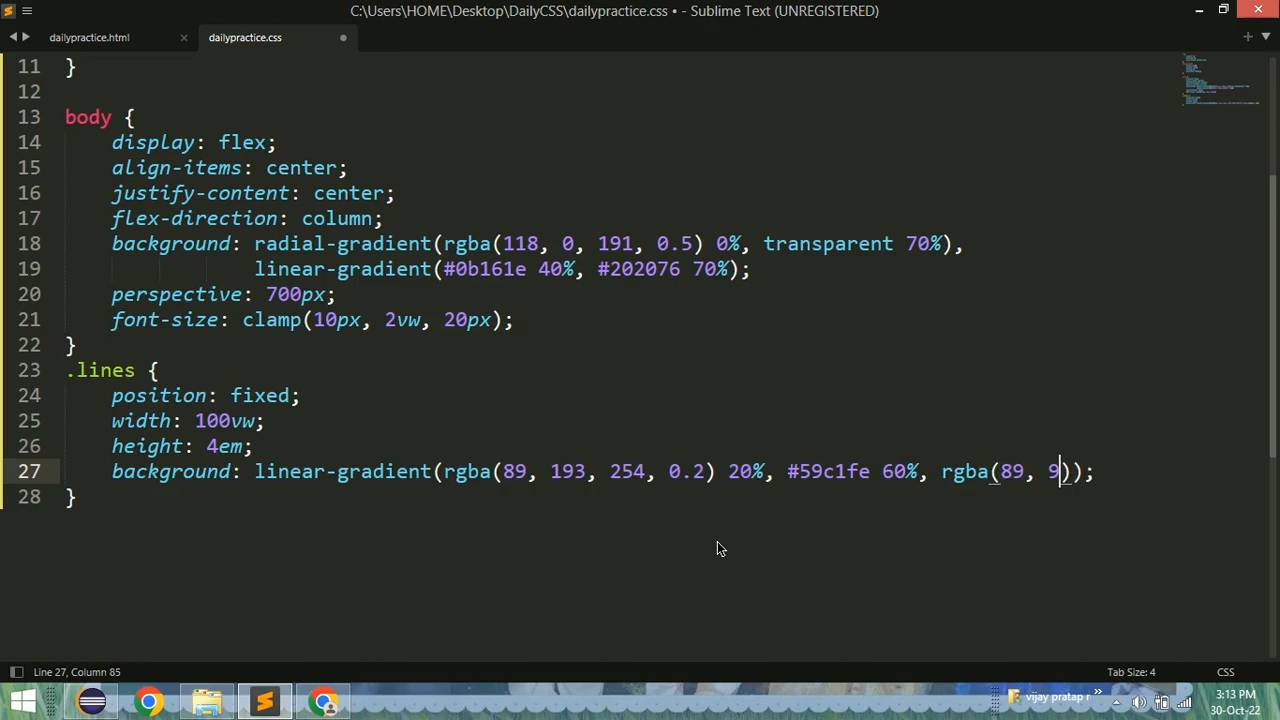 C:\Users\HOME\Desktop\DailyCSS\dailypractice.css • - Sublime Text (UNREGISTERED)
dailypractice.html × dailypractice.css
11 }
12
13 body {
14 display: flex;
15 align-items: center;
16 justify-content: center;
17 flex-direction: column;
18 background: radial-gradient(rgba(118, 0, 191, 0.5) 0%, transparent 70%),
19 linear-gradient(#0b161e 40%, #202076 70%);
20 perspective: 700px;
21 font-size: clamp(10px, 2vw, 20px);
22 }
23 .lines {
24 position: fixed;
25 width: 100vw;
26 height: 4em;
27 background: linear-gradient(rgba(89, 193, 254, 0.2) 20%, #59c1fe 60%, rgba(89, 9));
28 }
Line 27, Column 85 Tab Size: 4 CSS
vijay pratap r » 3:13 PM
30-Oct-22